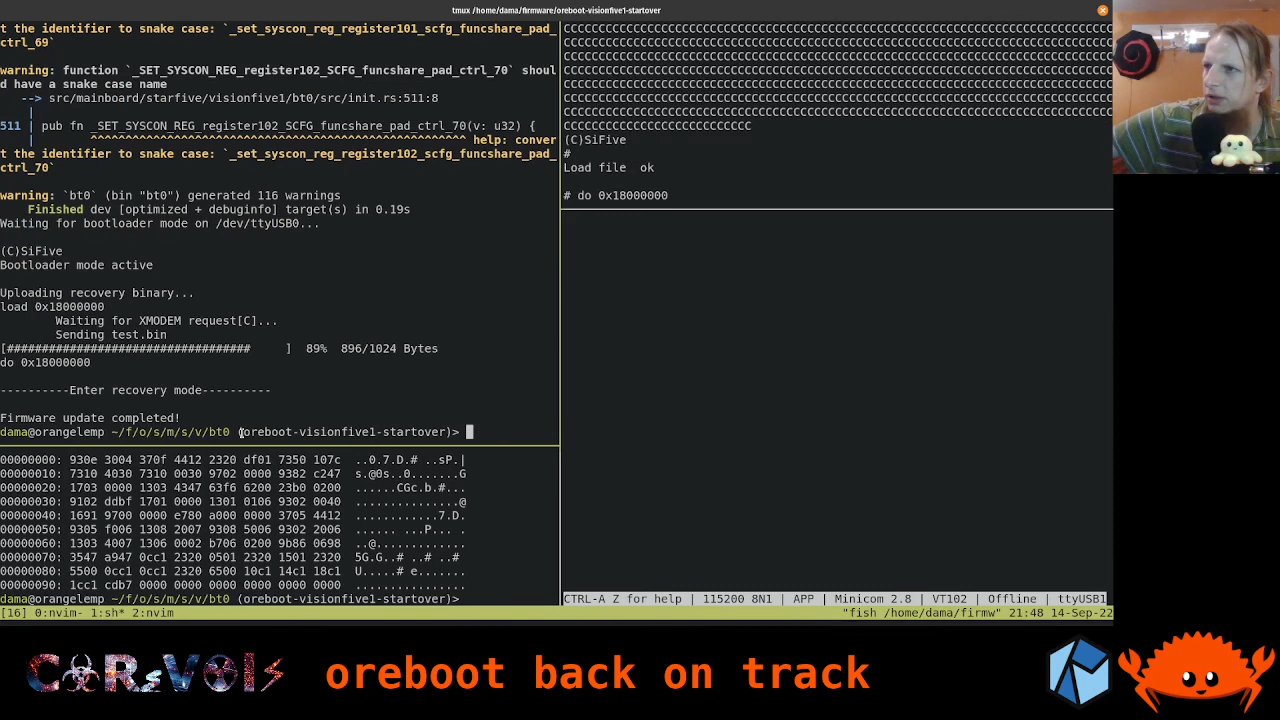 tmux /home/dama/firmware/oreboot-visionfive1-startover
t the identifier to snake case: `_set_syscon_reg_register101_scfg_funcshare_pad_
ctrl_69`
warning: function `_SET_SYSCON_REG_register102_SCFG_funcshare_pad_ctrl_70` shoul
d have a snake case name
--> src/mainboard/starfive/visionfive1/bt0/src/init.rs:511:8
|
511 | pub fn _SET_SYSCON_REG_register102_SCFG_funcshare_pad_ctrl_70(v: u32) {
| ^^^^^^^^^^^^^^^^^^^^^^^^^^^^^^^^^^^^^^^^^^^^^^^^^^^^^ help: conver
t the identifier to snake case: `_set_syscon_reg_register102_scfg_funcshare_pad_
ctrl_70`
warning: `bt0` (bin "bt0") generated 116 warnings
Finished dev [optimized + debuginfo] target(s) in 0.19s
Waiting for bootloader mode on /dev/ttyUSB0...
(C)SiFive
Bootloader mode active
Uploading recovery binary...
load 0x18000000
Waiting for XMODEM request[C]...
Sending test.bin
[################################### ] 89% 896/1024 Bytes
do 0x18000000
----------Enter recovery mode----------
Firmware update completed!
dama@orangelemp ~/f/o/s/m/s/v/bt0 (oreboot-visionfive1-startover)>
00000000: 930e 3004 370f 4412 2320 df01 7350 107c ..0.7.D.# ..sP.|
00000010: 7310 4030 7310 0030 9702 0000 9382 c247 s.@0s..0.......G
00000020: 1703 0000 1303 4347 63f6 6200 23b0 0200 ......CGc.b.#...
00000030: 9102 ddbf 1701 0000 1301 0106 9302 0040 ...............@
00000040: 1691 9700 0000 e780 a000 0000 3705 4412 ............7.D.
00000050: 9305 f006 1308 2007 9308 5006 9302 2006 ...... ...P... .
00000060: 1303 4007 1306 0002 b706 0200 9b86 0698 ..@.............
00000070: 3547 a947 0cc1 2320 0501 2320 1501 2320 5G.G..# ..# ..#
00000080: 5500 0cc1 0cc1 2320 6500 10c1 14c1 18c1 U.....# e.......
00000090: 1cc1 cdb7 0000 0000 0000 0000 0000 0000 ................
dama@orangelemp ~/f/o/s/m/s/v/bt0 (oreboot-visionfive1-startover)>
(C)SiFive
#
Load file ok
# do 0x18000000
CTRL-A Z for help | 115200 8N1 | APP | Minicom 2.8 | VT102 | Offline | ttyUSB1
[16] 0:nvim- 1:sh* 2:nvim "fish /home/dama/firmw" 21:48 14-Sep-22
oreboot back on track